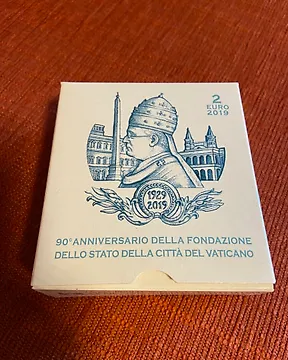 2
EURO
2019
1929
2019
90° ANNIVERSARIO DELLA FONDAZIONE
DELLO STATO DELLA CITTÀ DEL VATICANO